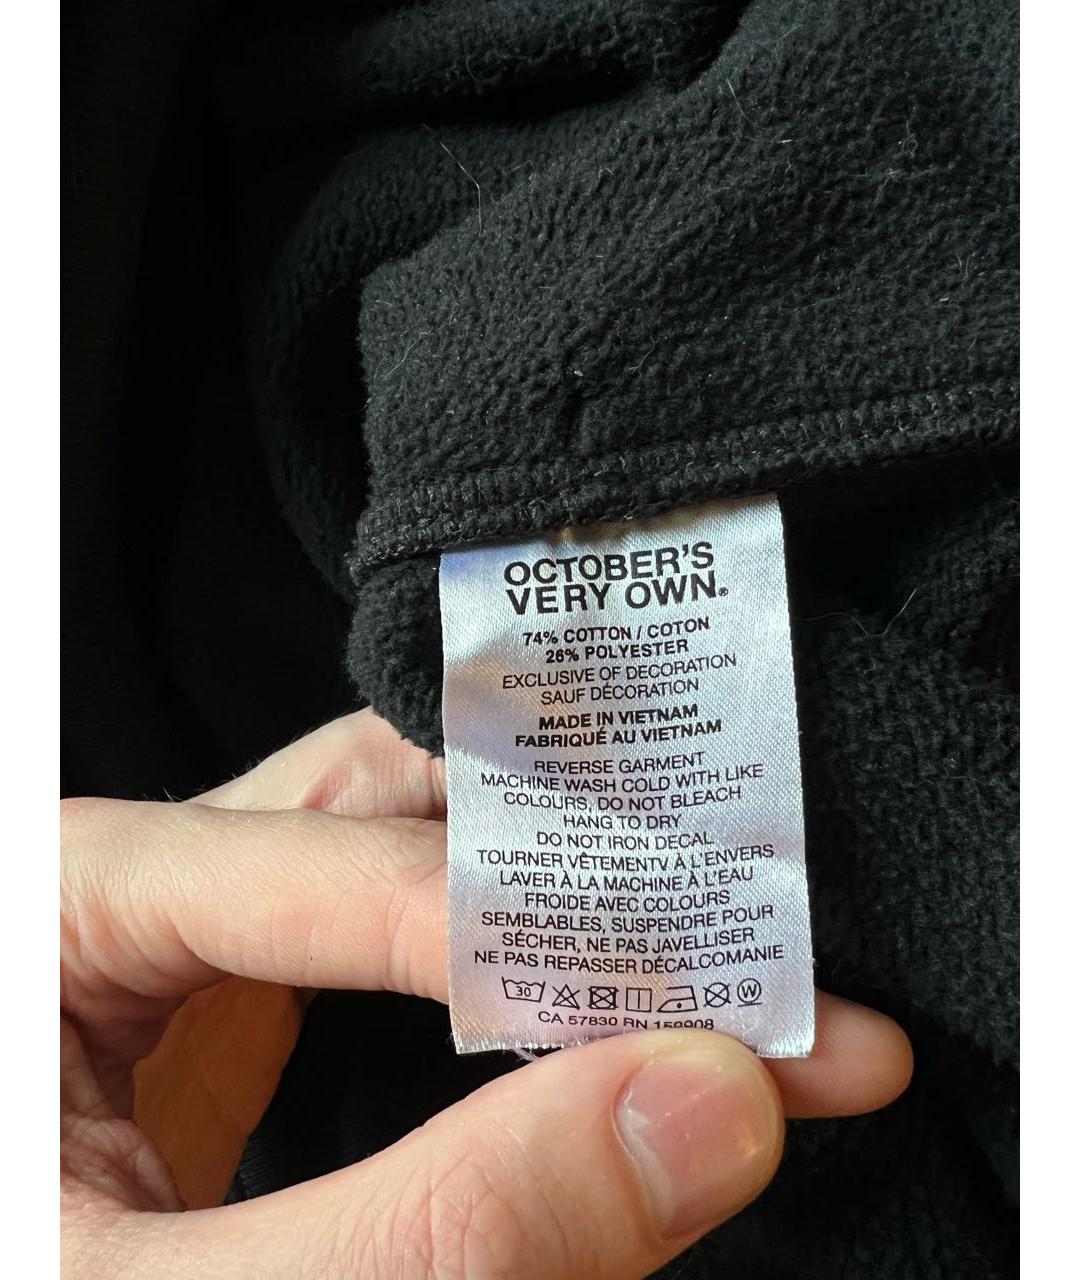 OCTOBER'S
VERY OWN®
74% COTTON / COTON
26% POLYESTER
EXCLUSIVE OF DECORATION
SAUF DÉCORATION
MADE IN VIETNAM
FABRIQUÉ AU VIETNAM
REVERSE GARMENT
MACHINE WASH COLD WITH LIKE
COLOURS, DO NOT BLEACH
HANG TO DRY
DO NOT IRON DECAL
TOURNER VÊTEMENTV À L'ENVERS
LAVER À LA MACHINE À L'EAU
FROIDE AVEC COLOURS
SEMBLABLES, SUSPENDRE POUR
SÉCHER, NE PAS JAVELLISER
NE PAS REPASSER DÉCALCOMANIE
30 W
CA 57830 RN